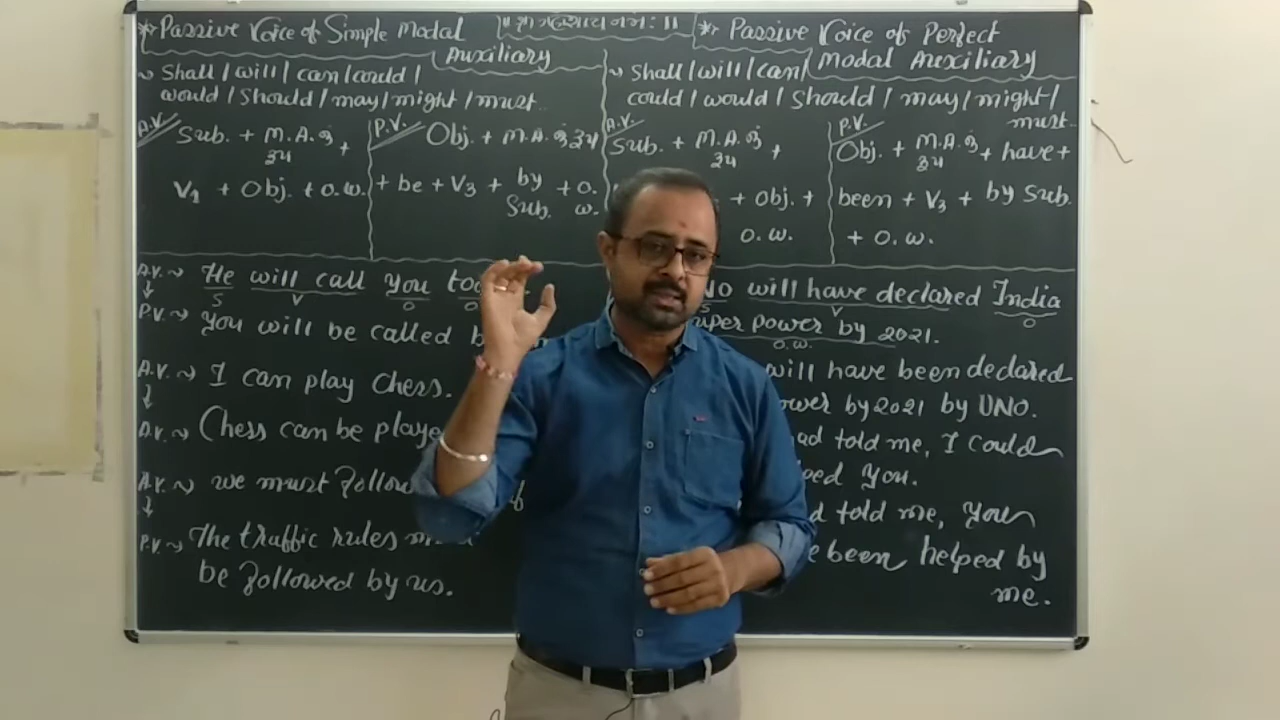 * Passive Voice of Simple Modal
Auxiliary
~ Shall / will / can / could /
would / Should / may / might / must
A.V.
Sub. + M.A. +
V1 + Obj. + O.W.
P.V.
Obj. + M.A.
+ be + V3 + by Sub. + O.W.
* Passive Voice of Perfect
Modal Auxiliary
~ Shall / will / can /
could / would / Should / may / might /
must
A.V.
Sub. + M.A. +
+ Obj. +
O.W.
P.V.
Obj. + M.A. + have +
been + V3 + by Sub.
+ O.W.
A.V. ~ He will call you
S V O
P.V. ~ You will be called
A.V. ~ I can play chess.
A.V. ~ Chess can be
A.V. ~ we must
P.V. ~ The traffic rules
be followed by us.
will have declared India
S V O
power by 2021.
O.W.
will have been declared
by 2021 by UNO.
told me, I could
You.
told me, You
been helped by
me.